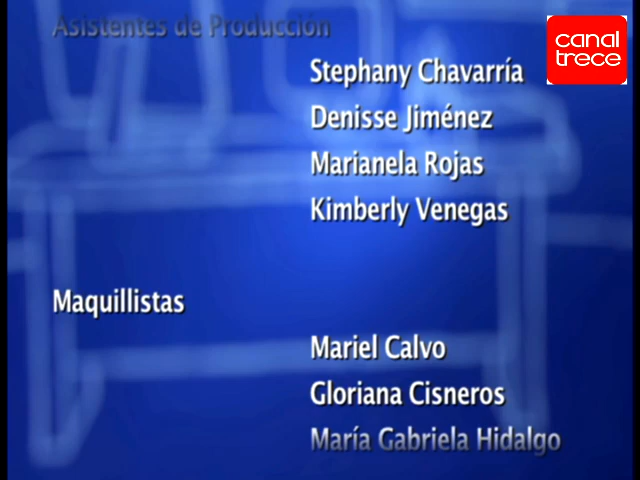 Asistentes de Producción
canal
trece
Stephany Chavarría
Denisse Jiménez
Marianela Rojas
Kimberly Venegas
Maquillistas
Mariel Calvo
Gloriana Cisneros
María Gabriela Hidalgo